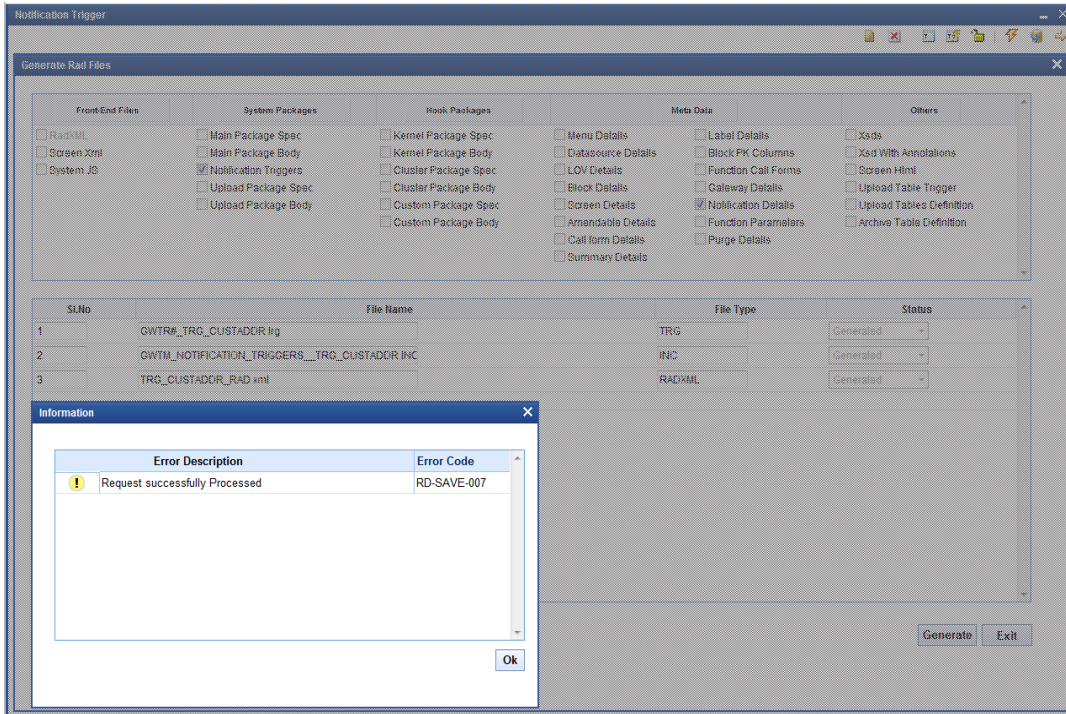 Notification Trigger
Generate Rad Files
Front-End Files System Packages Hook Packages Meta Data Others
RadXML Main Package Spec Kernel Package Spec Menu Details Label Details Xsds
Screen Xml Main Package Body Kernel Package Body Datasource Details Block PK Columns Xsd With Annotations
System JS Notification Triggers Cluster Package Spec LOV Details Function Call Forms Screen Html
Upload Package Spec Cluster Package Body Block Details Gateway Details Upload Table Trigger
Upload Package Body Custom Package Spec Screen Details Notification Details Upload Tables Definition
Custom Package Body Amendable Details Function Parameters Archive Table Definition
Call form Details Purge Details
Summary Details
Sl.No File Name File Type Status
1 GWTR#_TRG_CUSTADDR.trg TRG Generated
2 GWTM_NOTIFICATION_TRIGGERS__TRG_CUSTADDR.INC INC Generated
3 TRG_CUSTADDR_RAD.xml RADXML Generated
Information
Error Description Error Code
Request successfully Processed RD-SAVE-007
Ok
Generate Exit